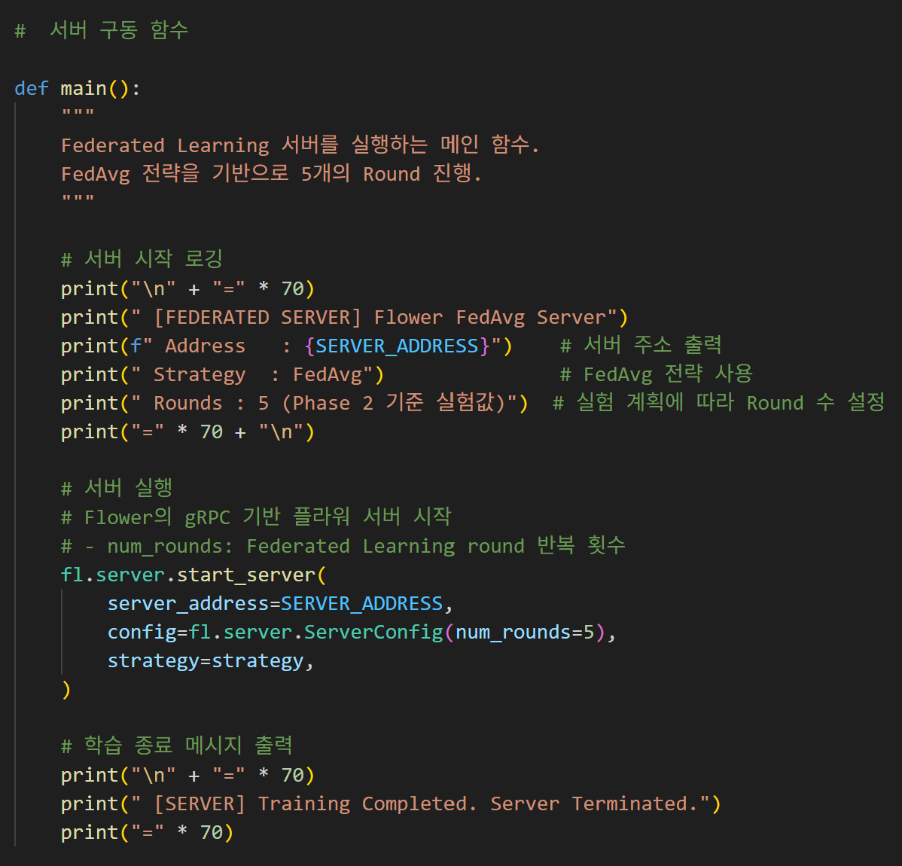 #  서버 구동 함수
def main():
    """
    Federated Learning 서버를 실행하는 메인 함수.
    FedAvg 전략을 기반으로 5개의 Round 진행.
    """
    # 서버 시작 로깅
    print("\n" + "=" * 70)
    print(" [FEDERATED SERVER] Flower FedAvg Server")
    print(f" Address   : {SERVER_ADDRESS}")    # 서버 주소 출력
    print(" Strategy  : FedAvg")               # FedAvg 전략 사용
    print(" Rounds : 5 (Phase 2 기준 실험값)")  # 실험 계획에 따라 Round 수 설정
    print("=" * 70 + "\n")
    # 서버 실행
    # Flower의 gRPC 기반 플라워 서버 시작
    # - num_rounds: Federated Learning round 반복 횟수
    fl.server.start_server(
        server_address=SERVER_ADDRESS,
        config=fl.server.ServerConfig(num_rounds=5),
        strategy=strategy,
    )
    # 학습 종료 메시지 출력
    print("\n" + "=" * 70)
    print(" [SERVER] Training Completed. Server Terminated.")
    print("=" * 70)